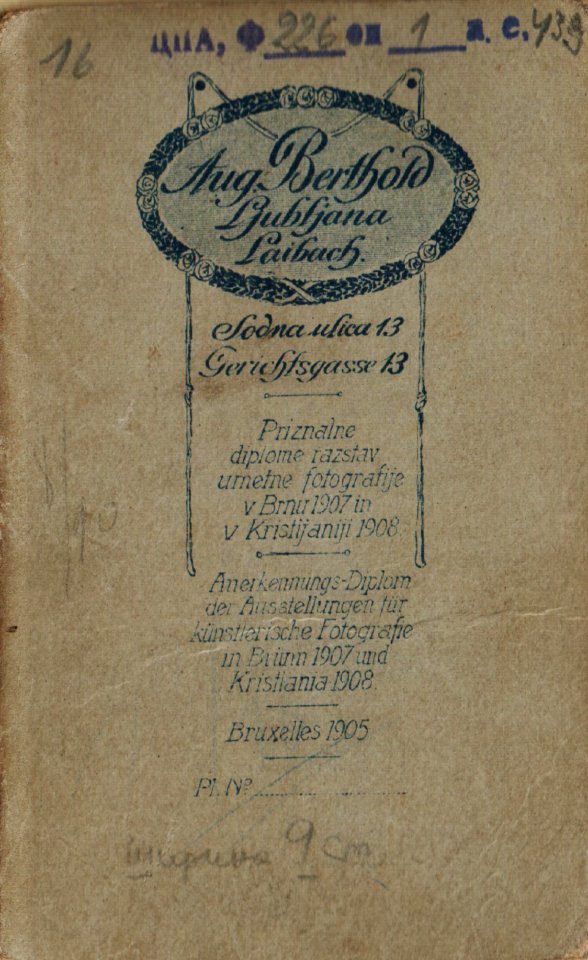 16
ЦПА, Ф 226 оп 1 а. е. 433
Aug. Berthold
Ljubljana
Laibach.
Sodna ulica 13
Gerichtsgasse 13
Priznalne
diplome razstav
umetne fotografije
v Brnu 1907 in
v Kristijaniji 1908
Anerkennungs-Diplom
der Ausstellungen für
künstlerische Fotografie
in Brünn 1907 und
Kristiania 1908.
Bruxelles 1905
Pl. Nº
ширина 9 cm